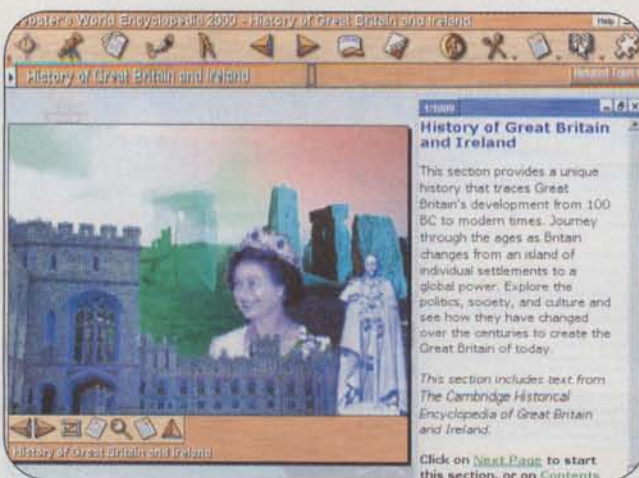 ebster's World Encyclopedia 2000 - History of Great Britain and Ireland Help
History of Great Britain and Ireland Related
History of Great Britain
and Ireland
This section provides a unique
history that traces Great
Britain's development from 100
BC to modern times. Journey
through the ages as Britain
changes from an island of
individual settlements to a
global power. Explore the
politics, society, and culture and
see how they have changed
over the centuries to create the
Great Britain of today.
This section includes text from
The Cambridge Historical
Encyclopedia of Great Britain
and Ireland.
Click on Next Page to start
this section, or on Contents
History of Great Britain and Ireland